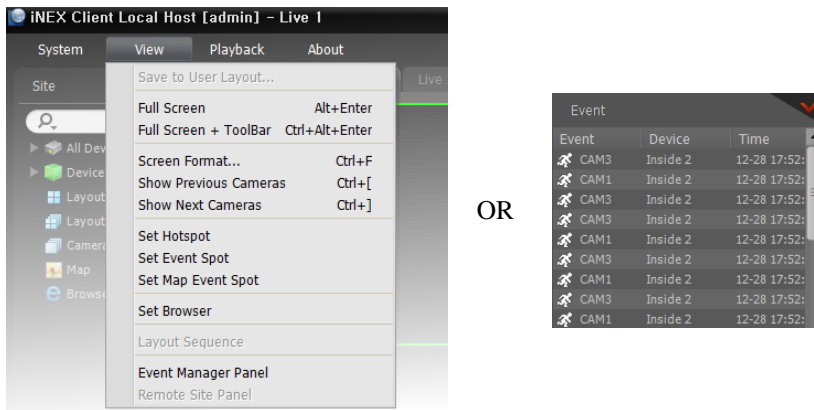 iNEX Client Local Host [admin] – Live 1
System View Playback About
Site
Live
All Dev
Device
Layout
Layout
Camera
Map
Browse
Save to User Layout...
Full Screen Alt+Enter
Full Screen + ToolBar Ctrl+Alt+Enter
Screen Format... Ctrl+F
Show Previous Cameras Ctrl+[
Show Next Cameras Ctrl+]
Set Hotspot
Set Event Spot
Set Map Event Spot
Set Browser
Layout Sequence
Event Manager Panel
Remote Site Panel
OR
Event
Event Device Time
CAM3 Inside 2 12-28 17:52:
CAM1 Inside 2 12-28 17:52:
CAM3 Inside 2 12-28 17:52:
CAM3 Inside 2 12-28 17:52:
CAM1 Inside 2 12-28 17:52:
CAM3 Inside 2 12-28 17:52:
CAM1 Inside 2 12-28 17:52:
CAM3 Inside 2 12-28 17:52:
CAM1 Inside 2 12-28 17:52: